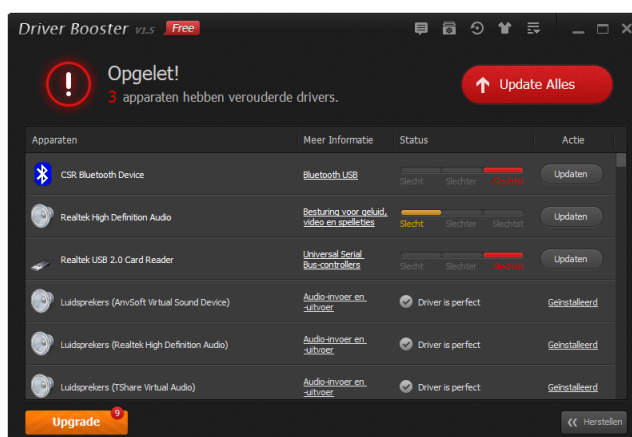 Driver Booster V1.5 Free
Opgelet!
3 apparaten hebben verouderde drivers.
Update Alles
Apparaten Meer Informatie Status Actie
CSR Bluetooth Device Bluetooth USB Slecht Slechter Slechtst Updaten
Realtek High Definition Audio Besturing voor geluid,
video en spelletjes Slecht Slechter Slechtst Updaten
Realtek USB 2.0 Card Reader Universal Serial
Bus-controllers Slecht Slechter Slechtst Updaten
Luidsprekers (AnvSoft Virtual Sound Device) Audio-invoer en
-uitvoer Driver is perfect Geïnstalleerd
Luidsprekers (Realtek High Definition Audio) Audio-invoer en
-uitvoer Driver is perfect Geïnstalleerd
Luidsprekers (TShare Virtual Audio) Audio-invoer en
-uitvoer Driver is perfect Geïnstalleerd
Upgrade 9 Herstellen